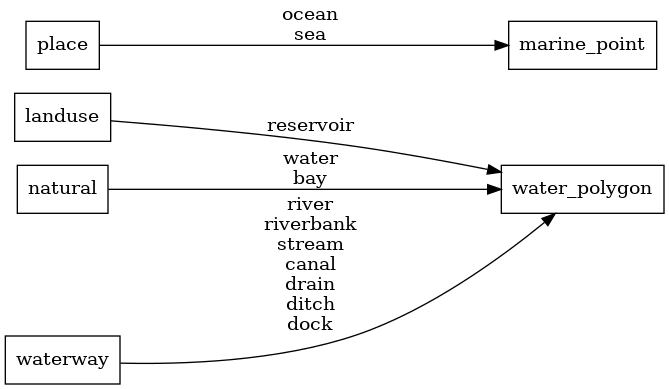 ocean
sea
place
marine_point
landuse
reservoir
water
bay
natural
water_polygon
river
riverbank
stream
canal
drain
ditch
dock
waterway